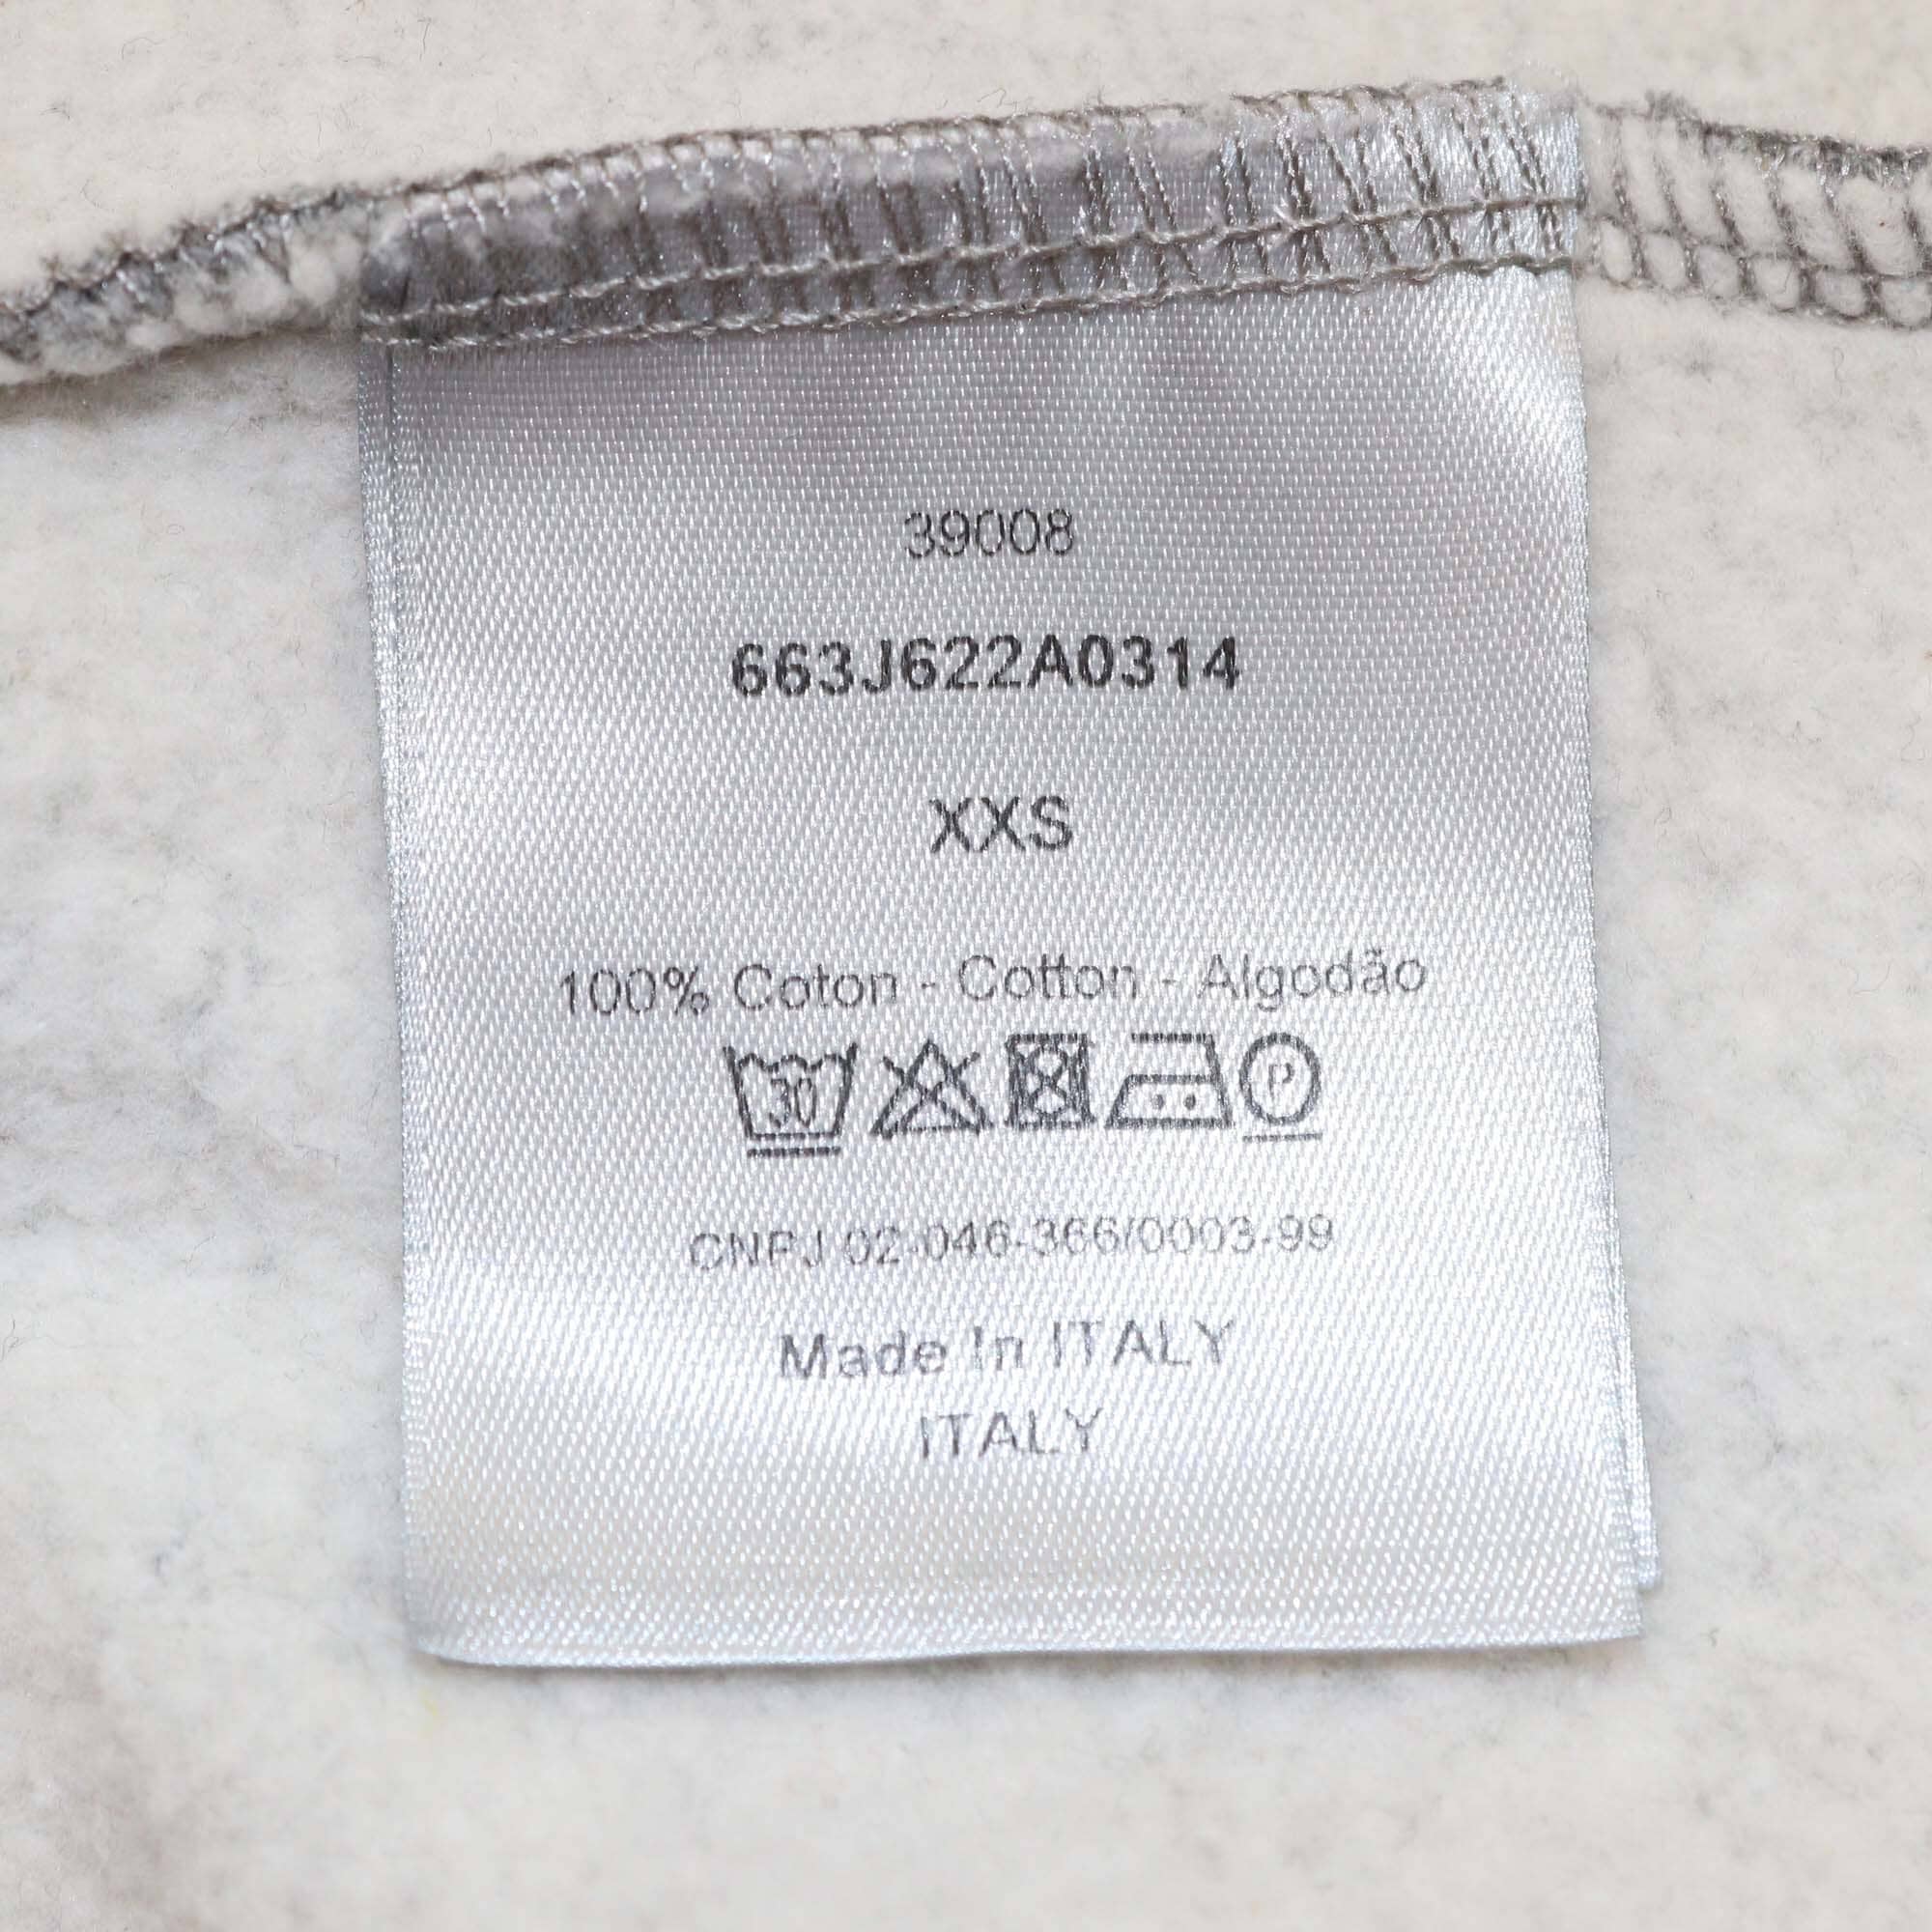 39008
663J622A0314
XXS
100% Coton - Cotton - Algodão
30 P
CNPJ 02-046-366/0003-99
Made In ITALY
ITALY